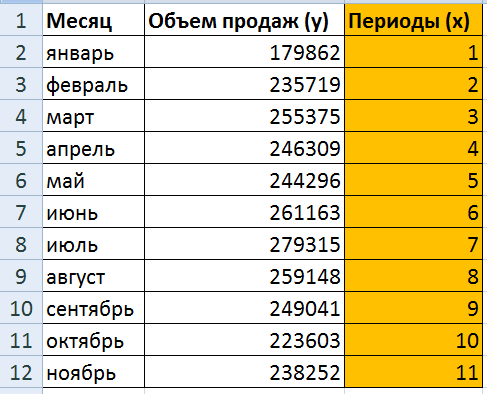 1 Месяц Объем продаж (у) Периоды (х)
2 январь 179862 1
3 февраль 235719 2
4 март 255375 3
5 апрель 246309 4
6 май 244296 5
7 июнь 261163 6
8 июль 279315 7
9 август 259148 8
10 сентябрь 249041 9
11 октябрь 223603 10
12 ноябрь 238252 11